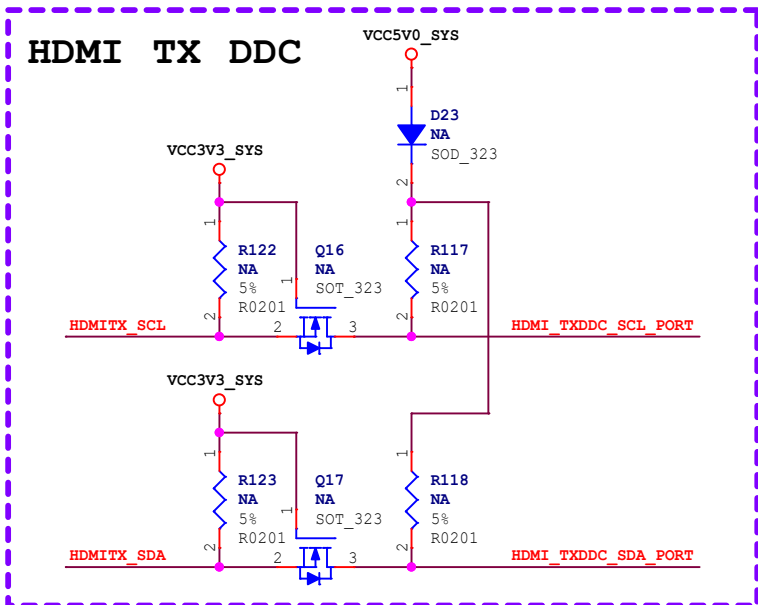 HDMI TX DDC
VCC5V0_SYS
1
D23
NA
SOD_323
2
VCC3V3_SYS
1
R122
NA
5%
R0201
2
Q16
NA
SOT_323
1
2
3
1
R117
NA
5%
R0201
2
HDMITX_SCL
HDMI_TXDDC_SCL_PORT
VCC3V3_SYS
1
R123
NA
5%
R0201
2
Q17
NA
SOT_323
1
2
3
1
R118
NA
5%
R0201
2
HDMITX_SDA
HDMI_TXDDC_SDA_PORT